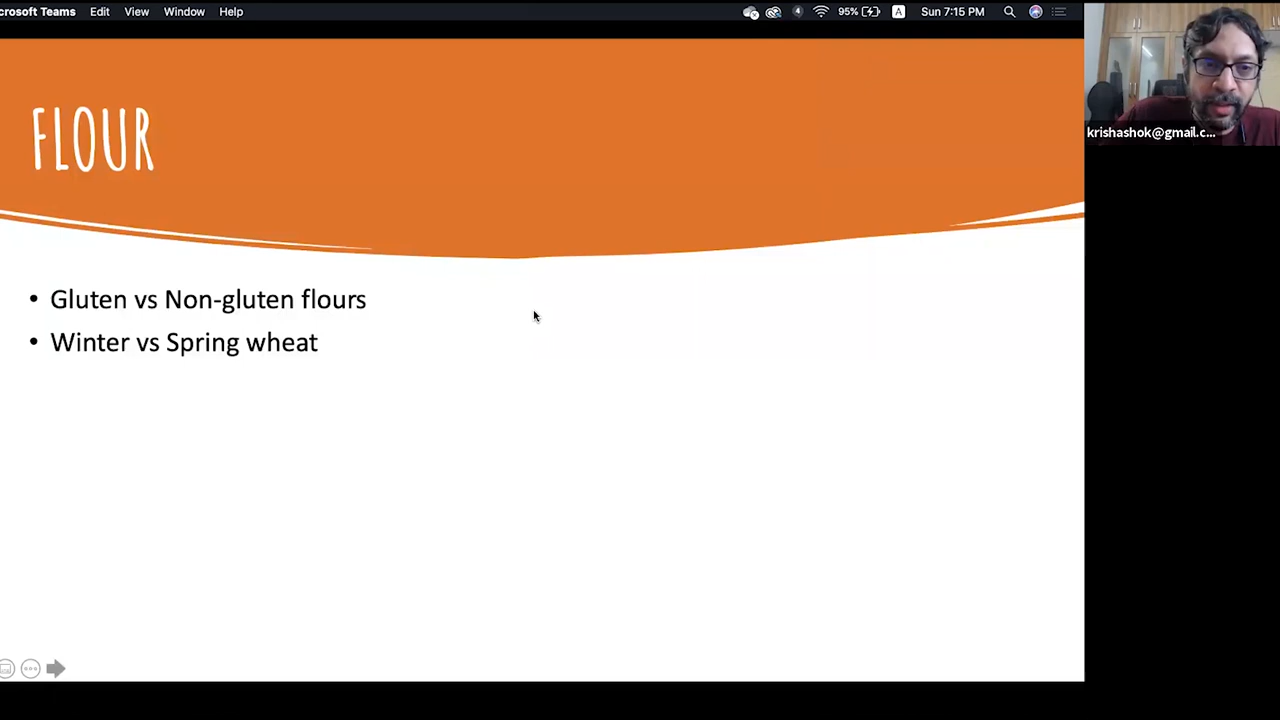 crosoft Teams Edit View Window Help 4 95% A Sun 7:15 PM
krishashok@gmail.c...
FLOUR
• Gluten vs Non-gluten flours
• Winter vs Spring wheat